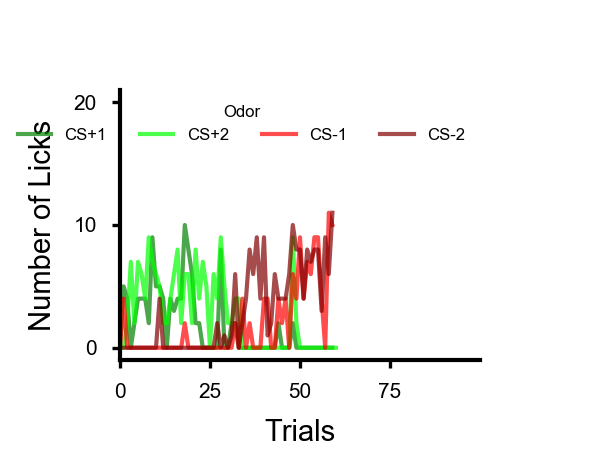 Number of Licks
20
10
0
Odor
CS+1 CS+2 CS-1 CS-2
0 25 50 75
Trials